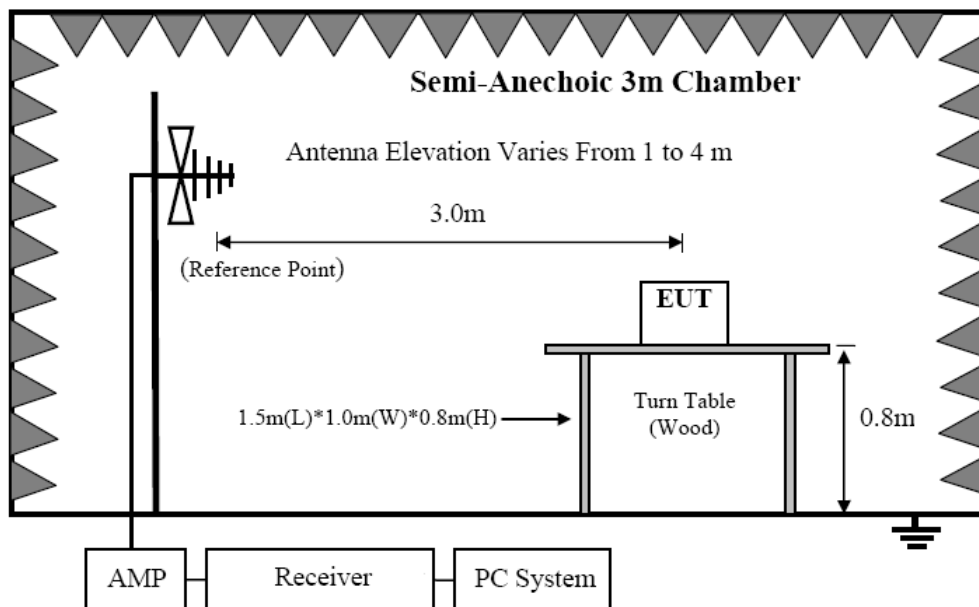 Semi-Anechoic 3m Chamber
Antenna Elevation Varies From 1 to 4 m
3.0m
(Reference Point)
EUT
1.5m(L)*1.0m(W)*0.8m(H)
Turn Table
(Wood)
0.8m
AMP
Receiver
PC System